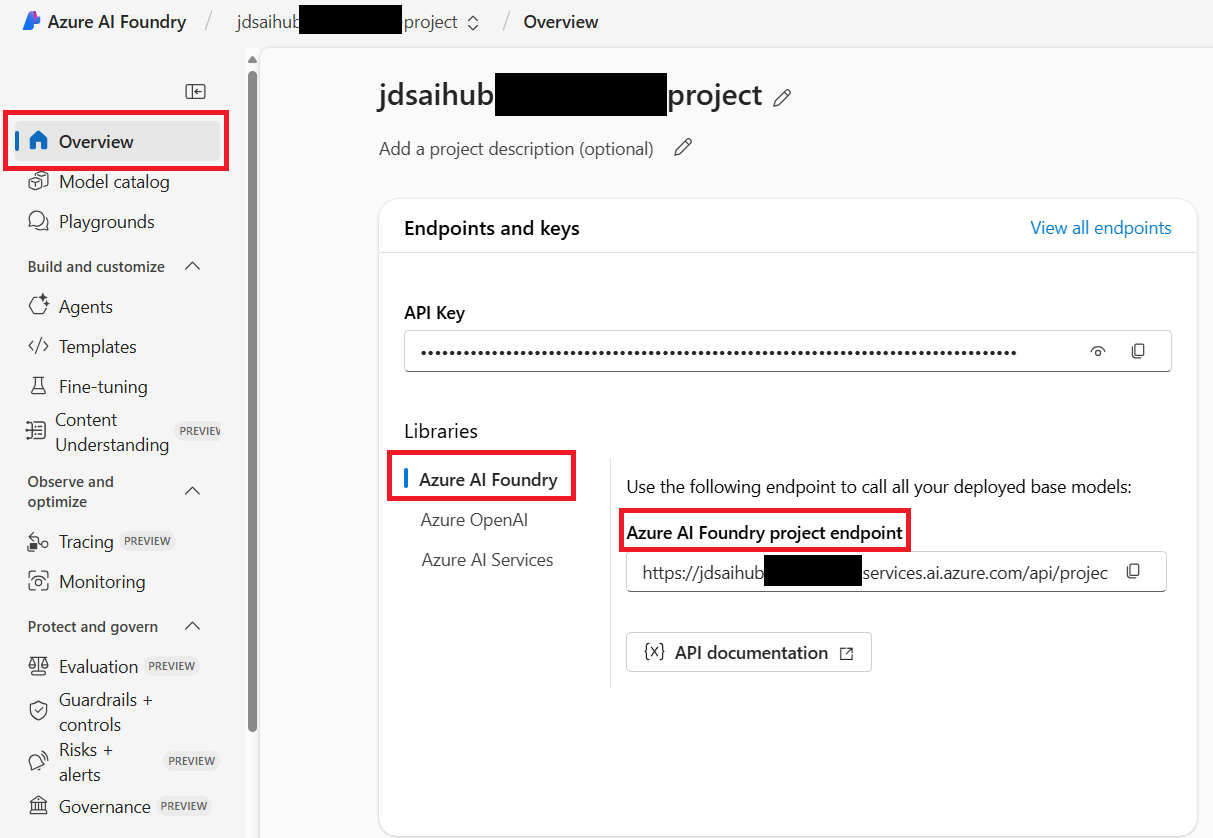 Azure AI Foundry / jdsaihub project / Overview
Overview
Model catalog
Playgrounds
Build and customize
Agents
Templates
Fine-tuning
Content
Understanding PREVIEW
Observe and
optimize
Tracing PREVIEW
Monitoring
Protect and govern
Evaluation PREVIEW
Guardrails +
controls
Risks +
alerts PREVIEW
Governance PREVIEW
jdsaihub project
Add a project description (optional)
Endpoints and keys View all endpoints
API Key
Libraries
Azure AI Foundry
Azure OpenAI
Azure AI Services
Use the following endpoint to call all your deployed base models:
Azure AI Foundry project endpoint
https://jdsaihub services.ai.azure.com/api/projec
{x} API documentation